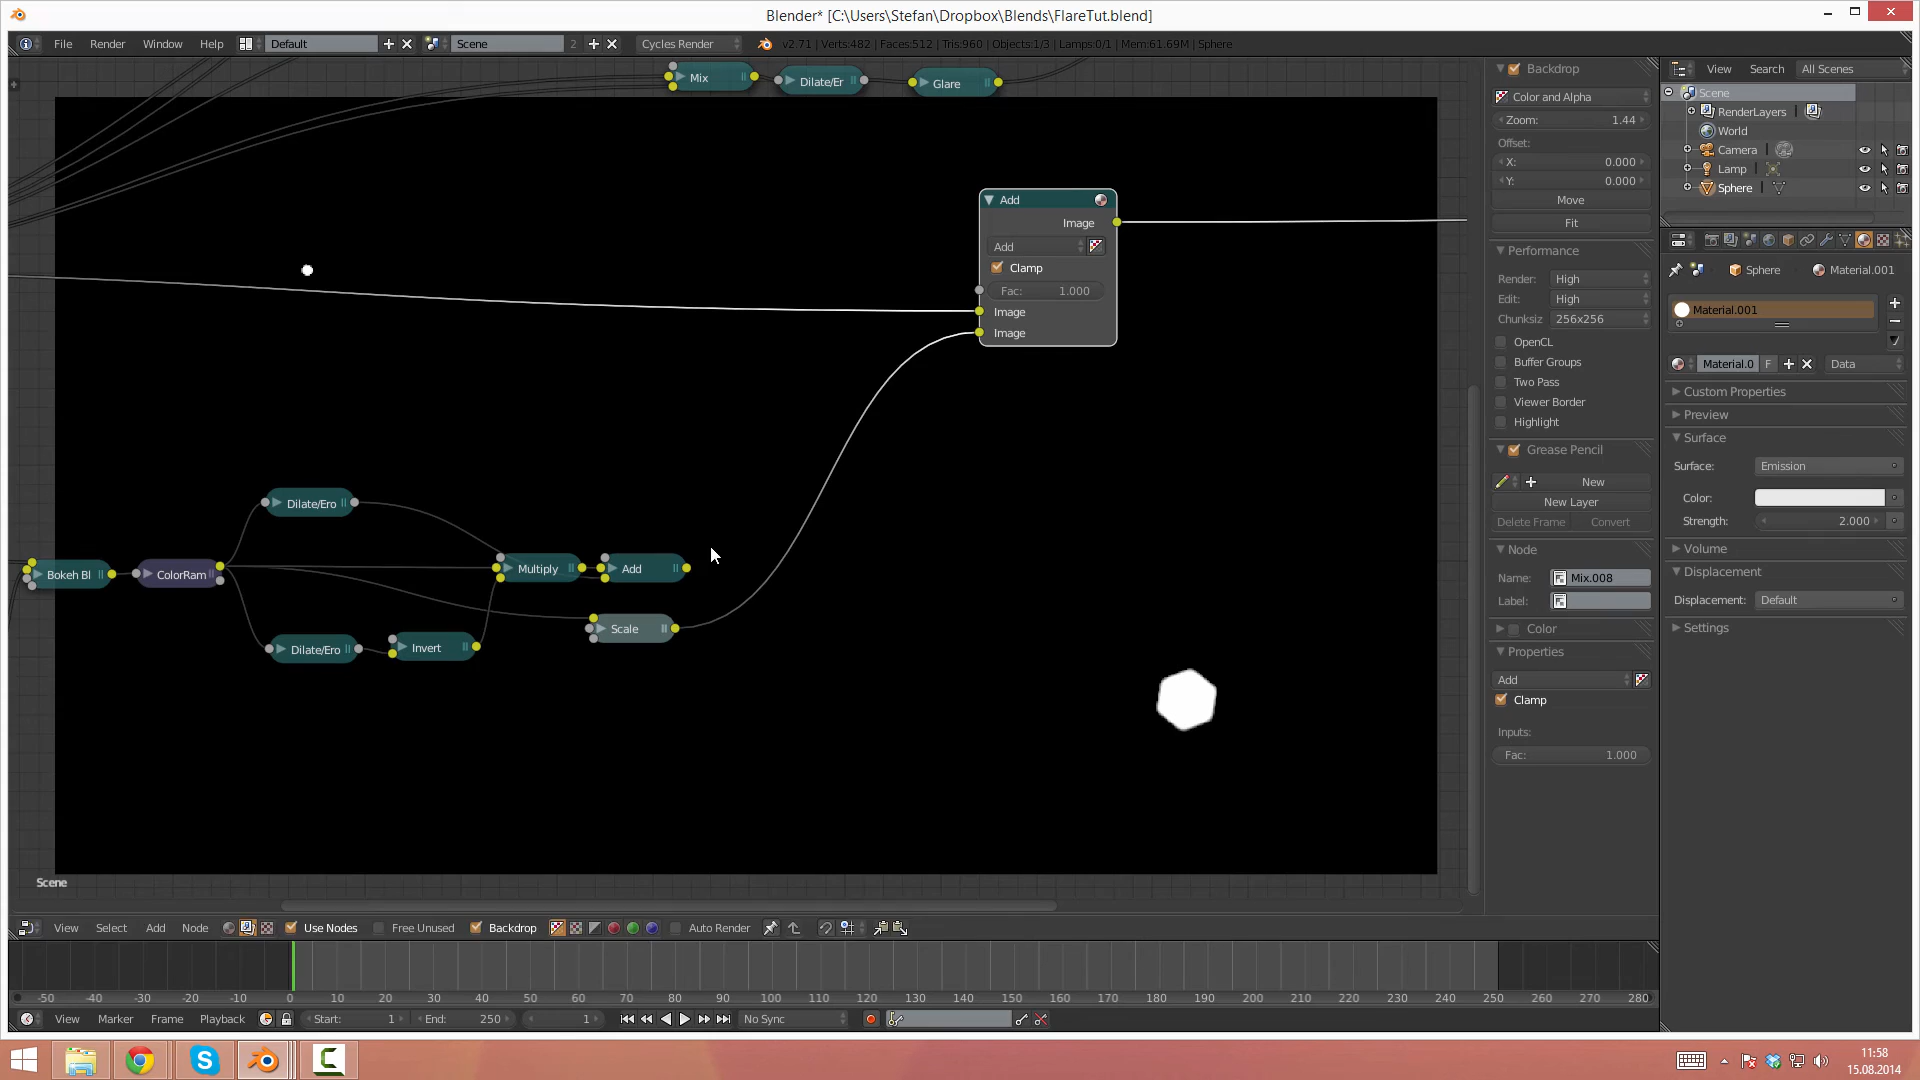 Blender* [C:\Users\Stefan\Dropbox\Blends\FlareTut.blend]
File Render Window Help Default Scene 2 Cycles Render v2.71 | Verts:482 | Faces:512 | Tris:960 | Objects:1/3 | Lamps:0/1 | Mem:61.69M | Sphere
Mix Dilate/Er Glare
Add
Image
Add
Clamp
Fac: 1.000
Image
Image
Dilate/Ero
Bokeh Bl ColorRam Multiply Add
Scale
Dilate/Ero Invert
Scene
Backdrop
Color and Alpha
Zoom: 1.44
Offset:
X: 0.000
Y: 0.000
Move
Fit
Performance
Render: High
Edit: High
Chunksiz 256x256
OpenCL
Buffer Groups
Two Pass
Viewer Border
Highlight
Grease Pencil
New
New Layer
Delete Frame Convert
Node
Name: Mix.008
Label:
Color
Properties
Add
Clamp
Inputs:
Fac: 1.000
View Search All Scenes
Scene
RenderLayers
World
Camera
Lamp
Sphere
Sphere Material.001
Material.001
Material.0 F Data
Custom Properties
Preview
Surface
Surface: Emission
Color:
Strength: 2.000
Volume
Displacement
Displacement: Default
Settings
View Select Add Node Use Nodes Free Unused Backdrop Auto Render
-50 -40 -30 -20 -10 0 10 20 30 40 50 60 70 80 90 100 110 120 130 140 150 160 170 180 190 200 210 220 230 240 250 260 270 280
View Marker Frame Playback Start: 1 End: 250 1 No Sync
11:58
15.08.2014